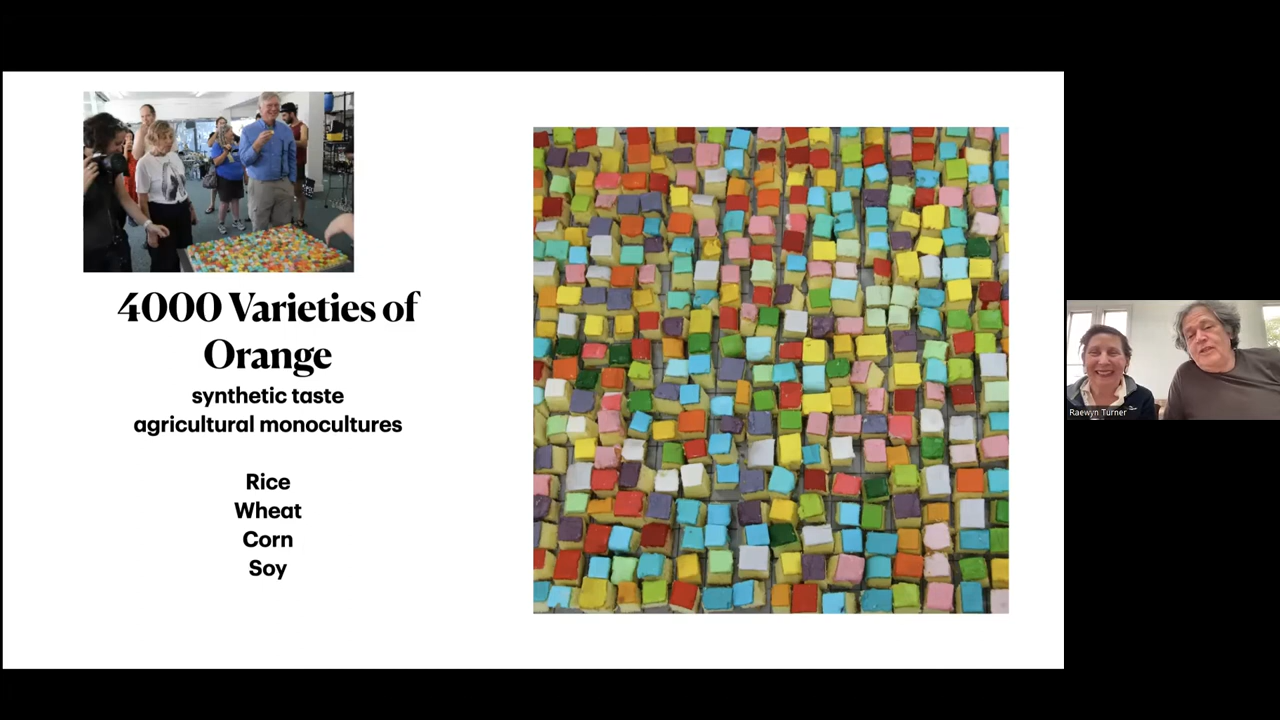 4000 Varieties of
Orange
synthetic taste
agricultural monocultures
Rice
Wheat
Corn
Soy
Raewyn Turner